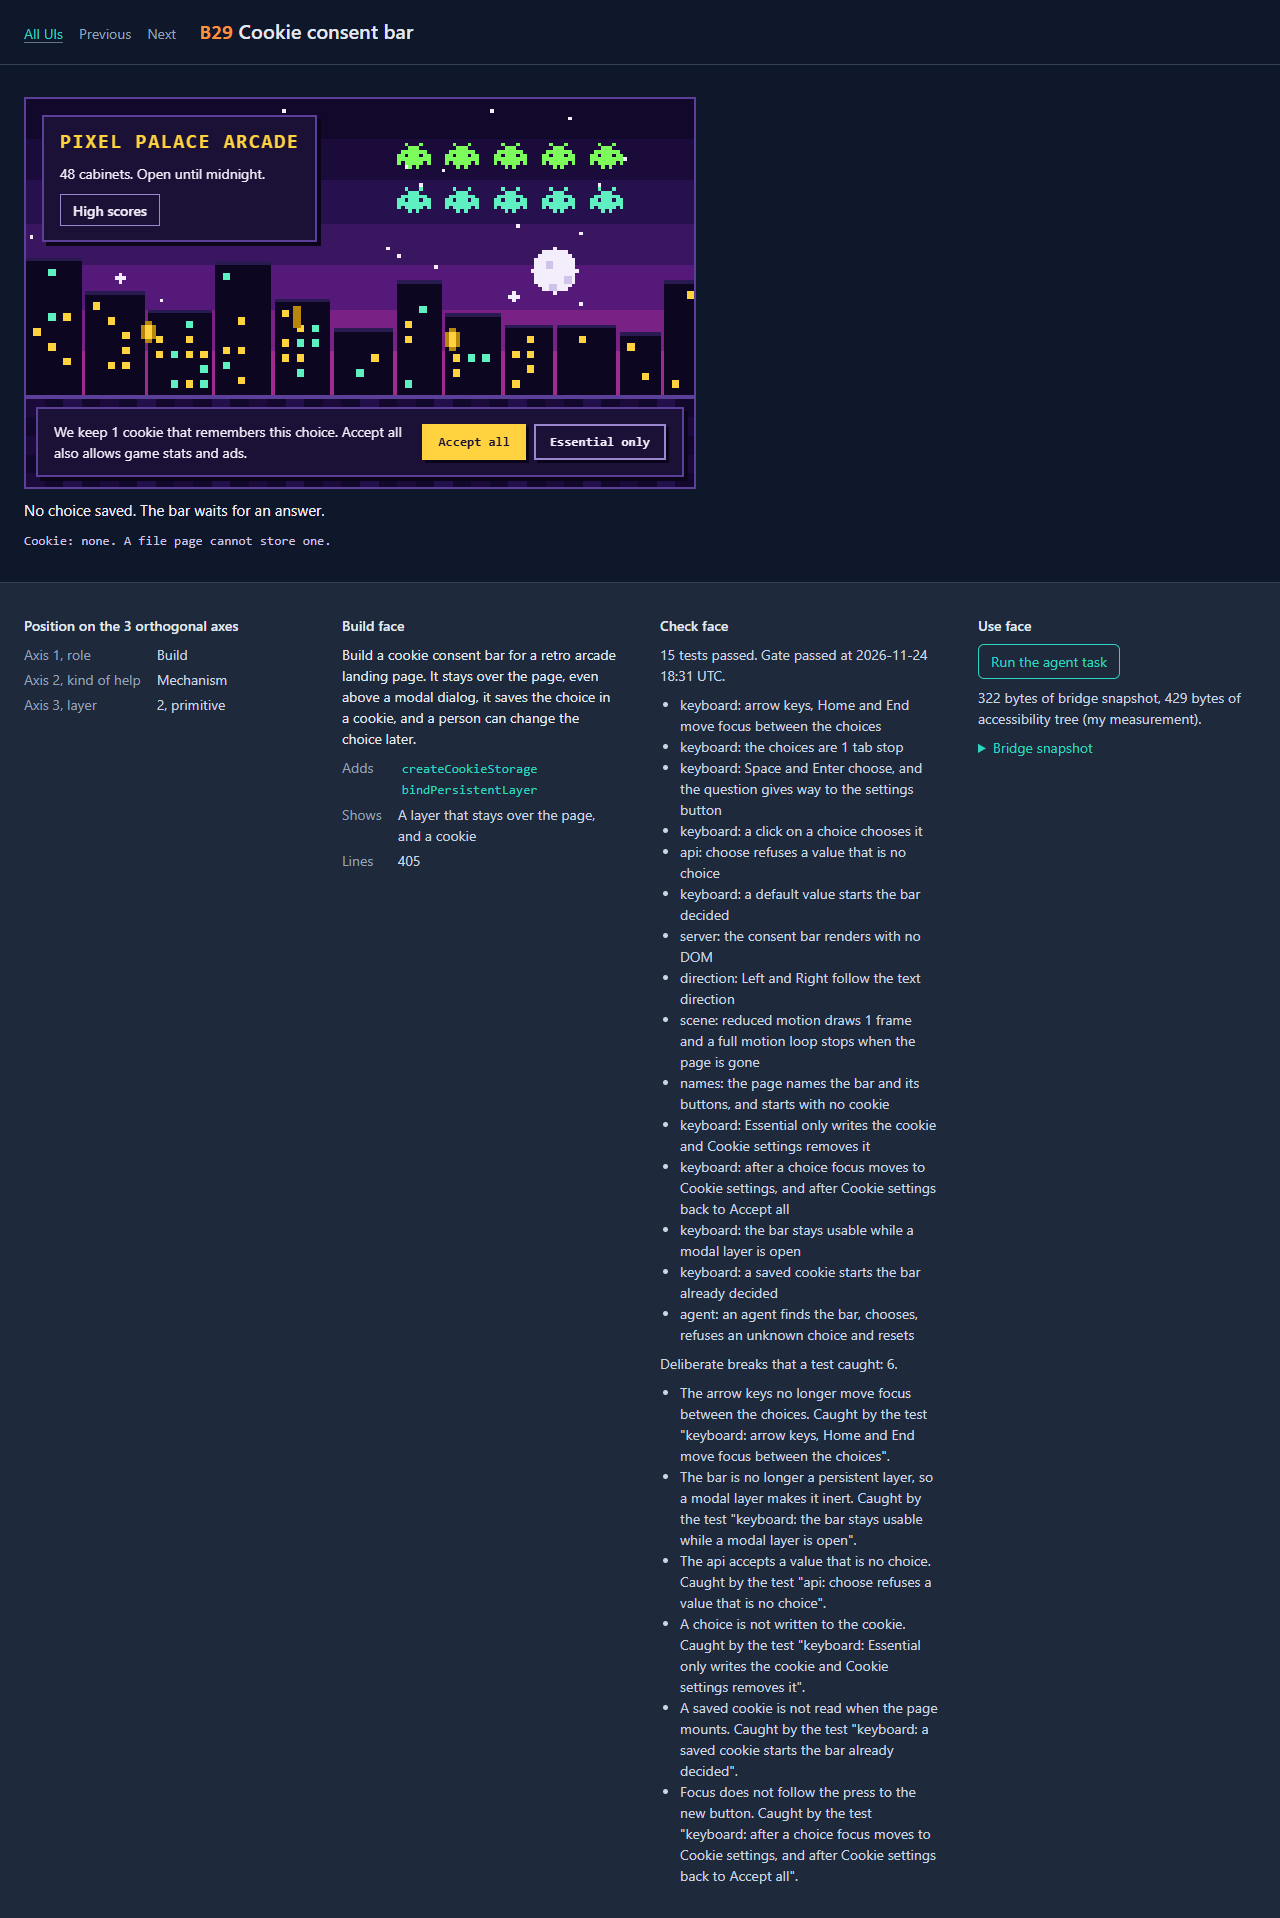 All UIs Previous Next B29 Cookie consent bar
PIXEL PALACE ARCADE
48 cabinets. Open until midnight.
High scores
We keep 1 cookie that remembers this choice. Accept all
also allows game stats and ads.
Accept all
Essential only
No choice saved. The bar waits for an answer.
Cookie: none. A file page cannot store one.
Position on the 3 orthogonal axes
Axis 1, role Build
Axis 2, kind of help Mechanism
Axis 3, layer 2, primitive
Build face
Build a cookie consent bar for a retro arcade
landing page. It stays over the page, even
above a modal dialog, it saves the choice in
a cookie, and a person can change the
choice later.
Adds createCookieStorage
bindPersistentLayer
Shows A layer that stays over the page,
and a cookie
Lines 405
Check face
15 tests passed. Gate passed at 2026-11-24
18:31 UTC.
keyboard: arrow keys, Home and End
move focus between the choices
keyboard: the choices are 1 tab stop
keyboard: Space and Enter choose, and
the question gives way to the settings
button
keyboard: a click on a choice chooses it
api: choose refuses a value that is no
choice
keyboard: a default value starts the bar
decided
server: the consent bar renders with no
DOM
direction: Left and Right follow the text
direction
scene: reduced motion draws 1 frame
and a full motion loop stops when the
page is gone
names: the page names the bar and its
buttons, and starts with no cookie
keyboard: Essential only writes the cookie
and Cookie settings removes it
keyboard: after a choice focus moves to
Cookie settings, and after Cookie settings
back to Accept all
keyboard: the bar stays usable while a
modal layer is open
keyboard: a saved cookie starts the bar
already decided
agent: an agent finds the bar, chooses,
refuses an unknown choice and resets
Deliberate breaks that a test caught: 6.
The arrow keys no longer move focus
between the choices. Caught by the test
"keyboard: arrow keys, Home and End
move focus between the choices".
The bar is no longer a persistent layer, so
a modal layer makes it inert. Caught by
the test "keyboard: the bar stays usable
while a modal layer is open".
The api accepts a value that is no choice.
Caught by the test "api: choose refuses a
value that is no choice".
A choice is not written to the cookie.
Caught by the test "keyboard: Essential
only writes the cookie and Cookie
settings removes it".
A saved cookie is not read when the page
mounts. Caught by the test "keyboard: a
saved cookie starts the bar already
decided".
Focus does not follow the press to the
new button. Caught by the test
"keyboard: after a choice focus moves to
Cookie settings, and after Cookie settings
back to Accept all".
Use face
Run the agent task
322 bytes of bridge snapshot, 429 bytes of
accessibility tree (my measurement).
Bridge snapshot